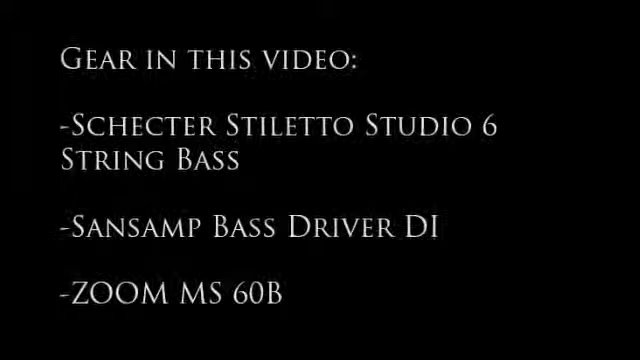 Gear in this video:
-Schecter Stiletto Studio 6
String Bass
-Sansamp Bass Driver DI
-ZOOM MS 60B